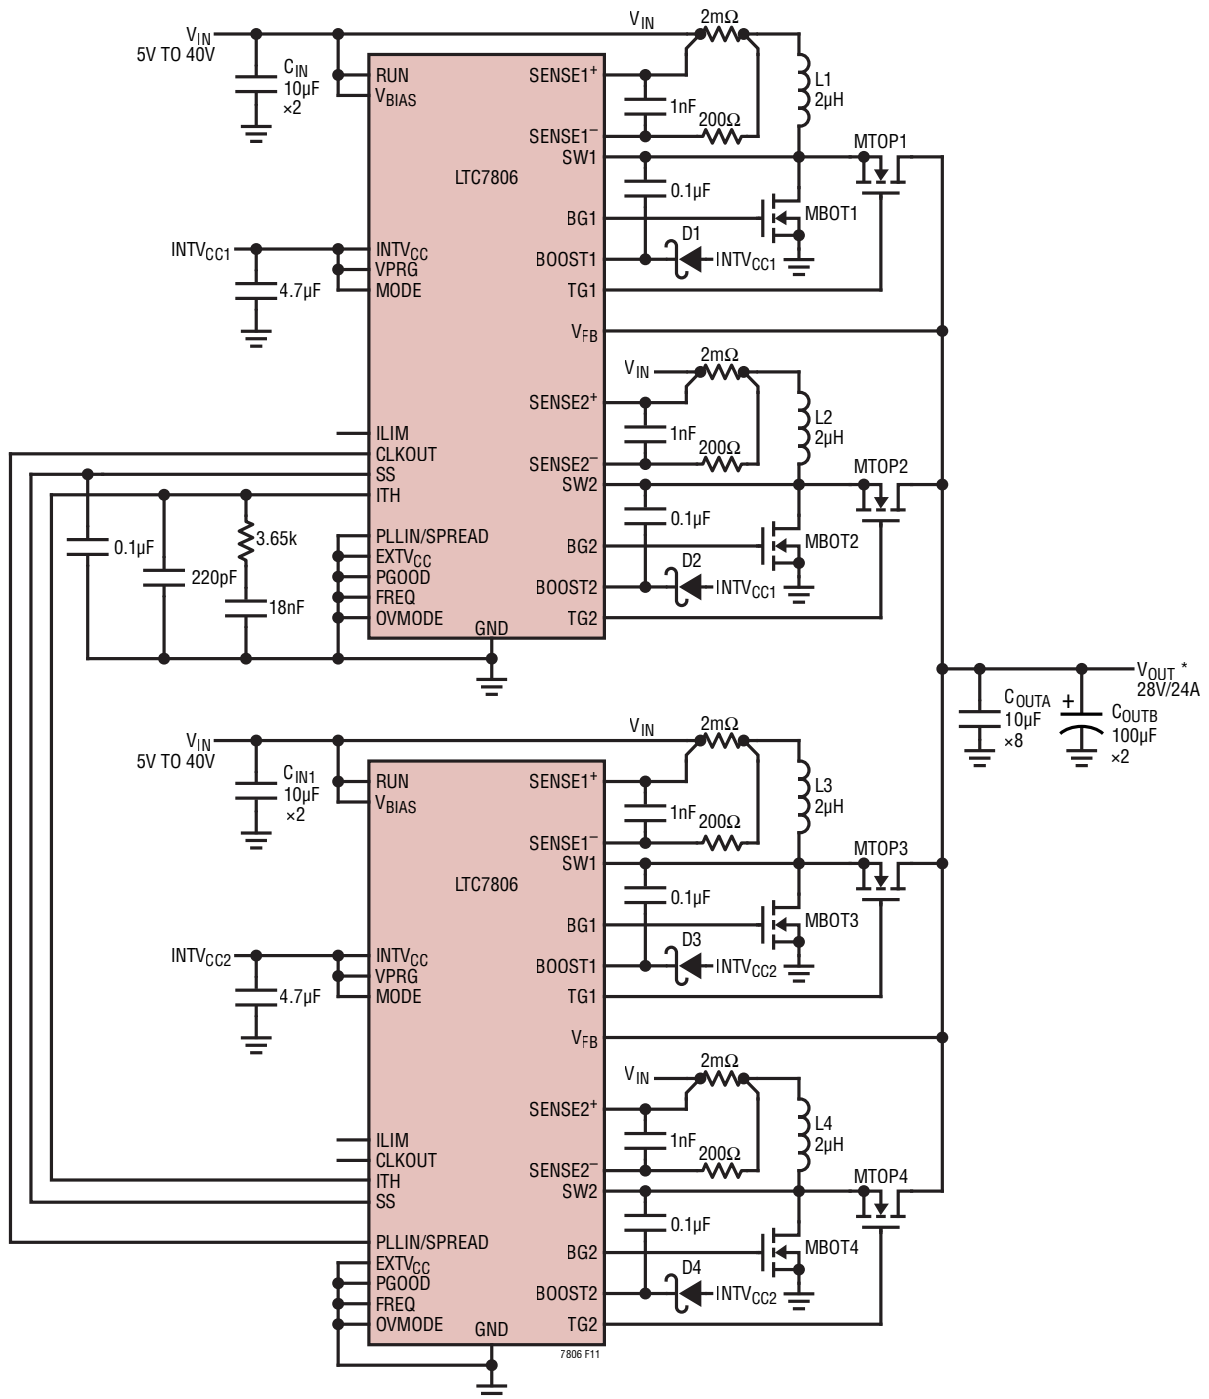 VIN
5V TO 40V
CIN
10µF
×2
RUN
VBIAS
LTC7806
INTVCC1
4.7µF
INTVCC
VPRG
MODE
ILIM
CLKOUT
SS
ITH
0.1µF
220pF
3.65k
18nF
PLLIN/SPREAD
EXTVCC
PGOOD
FREQ
OVMODE
GND
SENSE1+
SENSE1–
SW1
BG1
BOOST1
TG1
VFB
SENSE2+
SENSE2–
SW2
BG2
BOOST2
TG2
VIN
2mΩ
1nF
200Ω
L1
2µH
MTOP1
0.1µF
MBOT1
D1
INTVCC1
VIN
2mΩ
1nF
200Ω
L2
2µH
MTOP2
0.1µF
MBOT2
D2
INTVCC1
VOUT *
28V/24A
COUTA
10µF
×8
+
COUTB
100µF
×2
VIN
5V TO 40V
CIN1
10µF
×2
RUN
VBIAS
LTC7806
INTVCC2
4.7µF
INTVCC
VPRG
MODE
ILIM
CLKOUT
ITH
SS
PLLIN/SPREAD
EXTVCC
PGOOD
FREQ
OVMODE
GND
SENSE1+
SENSE1–
SW1
BG1
BOOST1
TG1
VFB
SENSE2+
SENSE2–
SW2
BG2
BOOST2
TG2
VIN
2mΩ
1nF
200Ω
L3
2µH
MTOP3
0.1µF
MBOT3
D3
INTVCC2
VIN
2mΩ
1nF
200Ω
L4
2µH
MTOP4
0.1µF
MBOT4
D4
INTVCC2
7806 F11